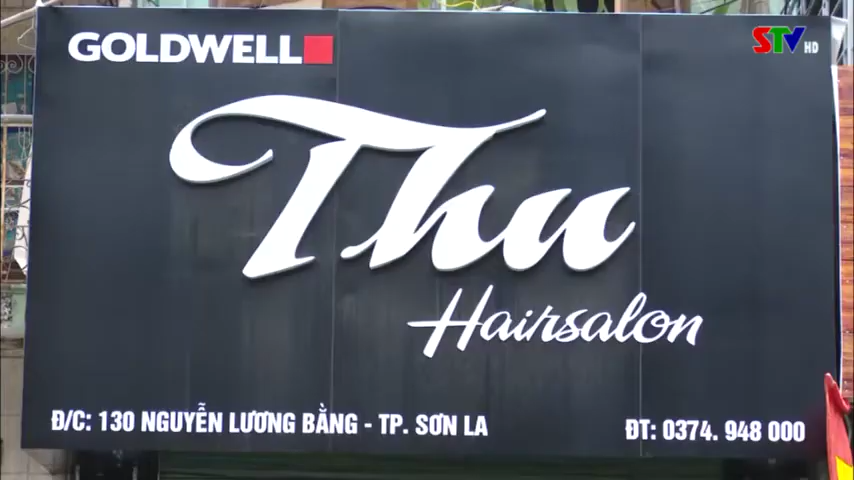 GOLDWELL
STV HD
Thu
Hairsalon
Đ/C: 130 NGUYỄN LƯƠNG BẰNG - TP. SƠN LA
ĐT: 0374. 948 000